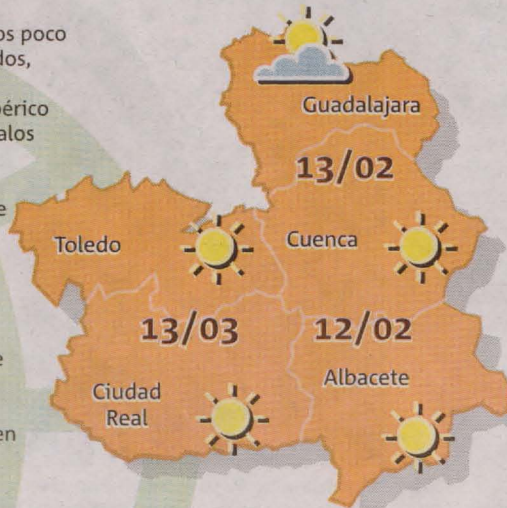 os poco
dos,
érico
alos
e
e
en
Guadalajara
13/02
Toledo
Cuenca
13/03
12/02
Ciudad
Real
Albacete